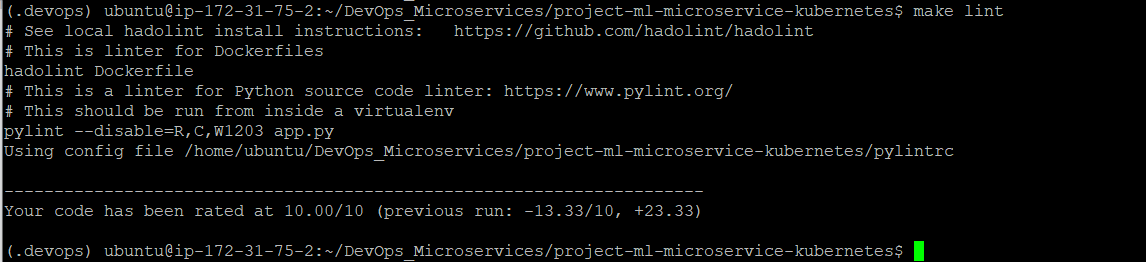 (.devops) ubuntu@ip-172-31-75-2:~/DevOps_Microservices/project-ml-microservice-kubernetes$ make lint
# See local hadolint install instructions:   https://github.com/hadolint/hadolint
# This is linter for Dockerfiles
hadolint Dockerfile
# This is a linter for Python source code linter: https://www.pylint.org/
# This should be run from inside a virtualenv
pylint --disable=R,C,W1203 app.py
Using config file /home/ubuntu/DevOps_Microservices/project-ml-microservice-kubernetes/pylintrc
----------------------------------------------------------------------
Your code has been rated at 10.00/10 (previous run: -13.33/10, +23.33)
(.devops) ubuntu@ip-172-31-75-2:~/DevOps_Microservices/project-ml-microservice-kubernetes$